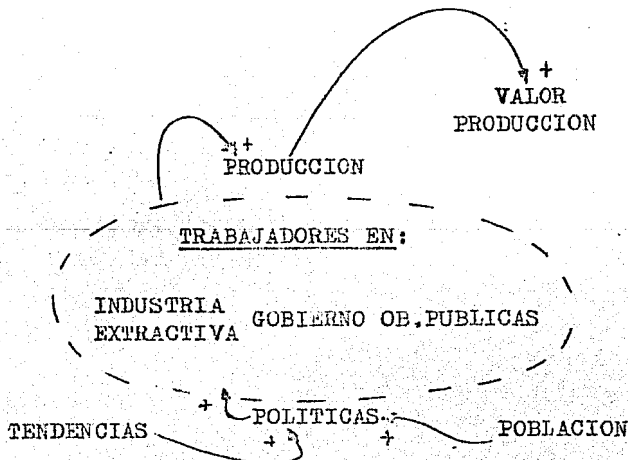 +
VALOR
PRODUCCION
+
PRODUCCION
TRABAJADORES EN:
INDUSTRIA
EXTRACTIVA GOBIERNO OB.PUBLICAS
+
POLITICAS
TENDENCIAS + + POBLACION